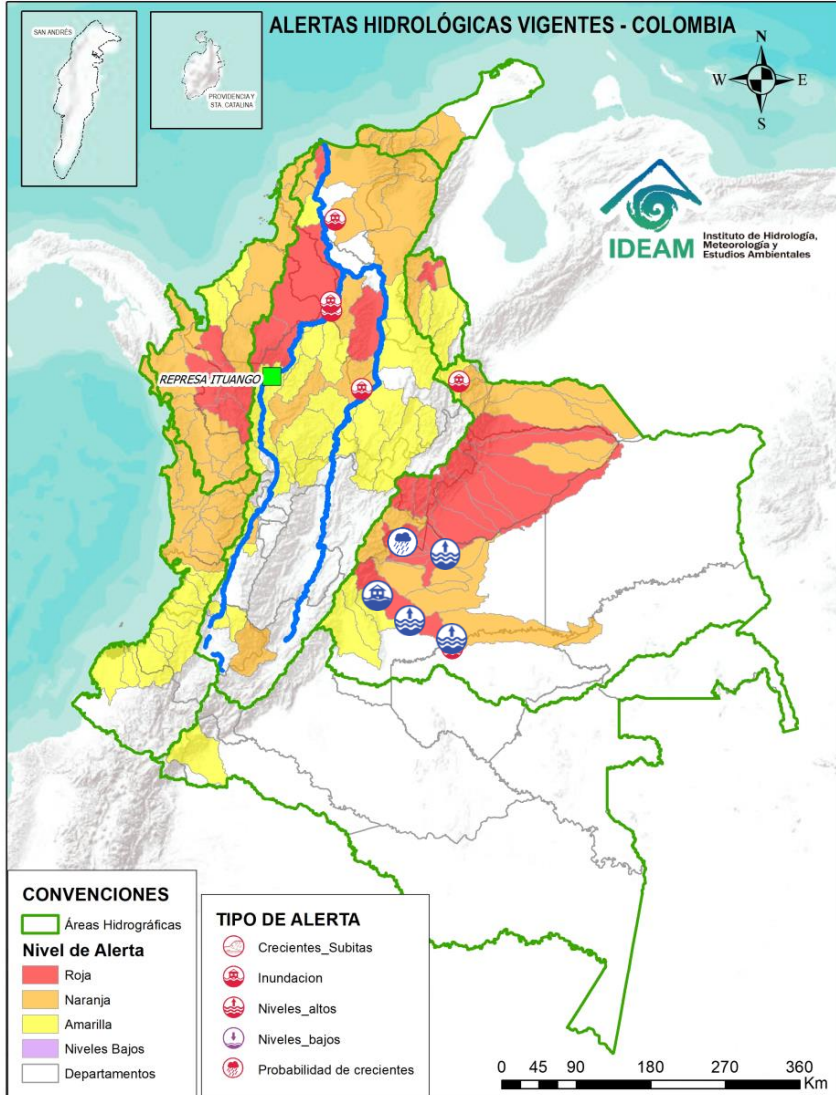 ALERTAS HIDROLÓGICAS VIGENTES - COLOMBIA
SAN ANDRÉS
PROVIDENCIA Y
STA. CATALINA
N
W
E
S
IDEAM
Instituto de Hidrología,
Meteorología y
Estudios Ambientales
REPRESA ITUANGO
CONVENCIONES
Áreas Hidrográficas
Nivel de Alerta
Roja
Naranja
Amarilla
Niveles Bajos
Departamentos
TIPO DE ALERTA
Crecientes_Subitas
Inundacion
Niveles_altos
Niveles_bajos
Probabilidad de crecientes
0 45 90 180 270 360
Km